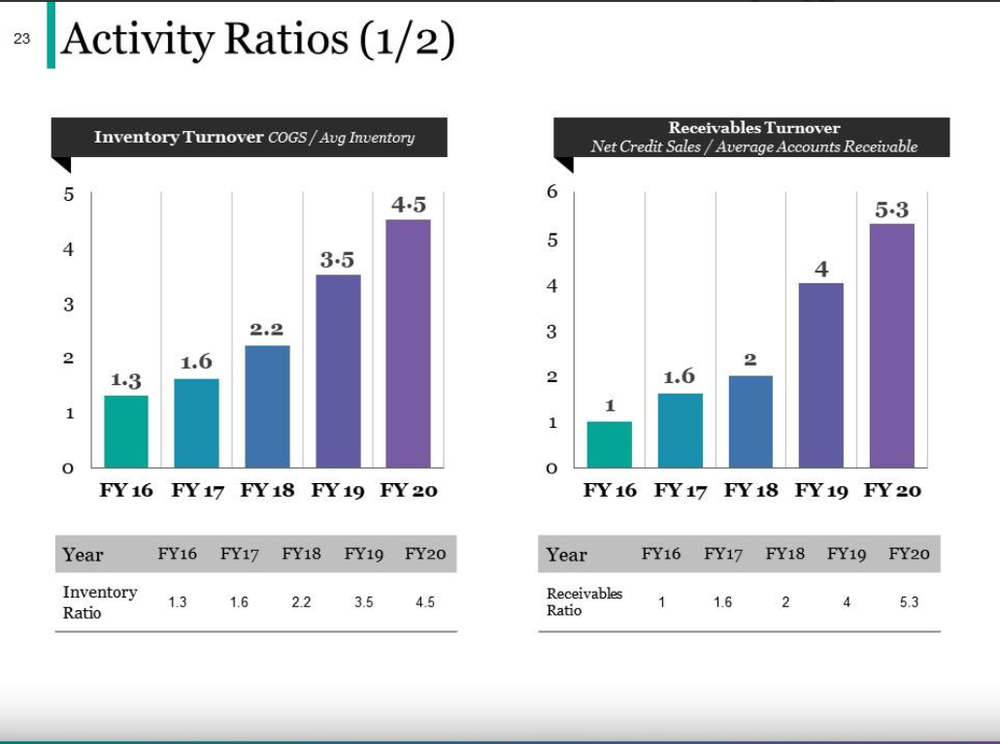 23
Activity Ratios (1/2)
Inventory Turnover COGS / Avg Inventory
5
4
3
2
1
0
1.3
1.6
2.2
3.5
4.5
FY 16 FY 17 FY 18 FY 19 FY 20
Year FY16 FY17 FY18 FY19 FY20
Inventory
Ratio
1.3 1.6 2.2 3.5 4.5
Receivables Turnover
Net Credit Sales / Average Accounts Receivable
6
5
4
3
2
1
0
1
1.6
2
4
5.3
FY 16 FY 17 FY 18 FY 19 FY 20
Year FY16 FY17 FY18 FY19 FY20
Receivables
Ratio
1 1.6 2 4 5.3